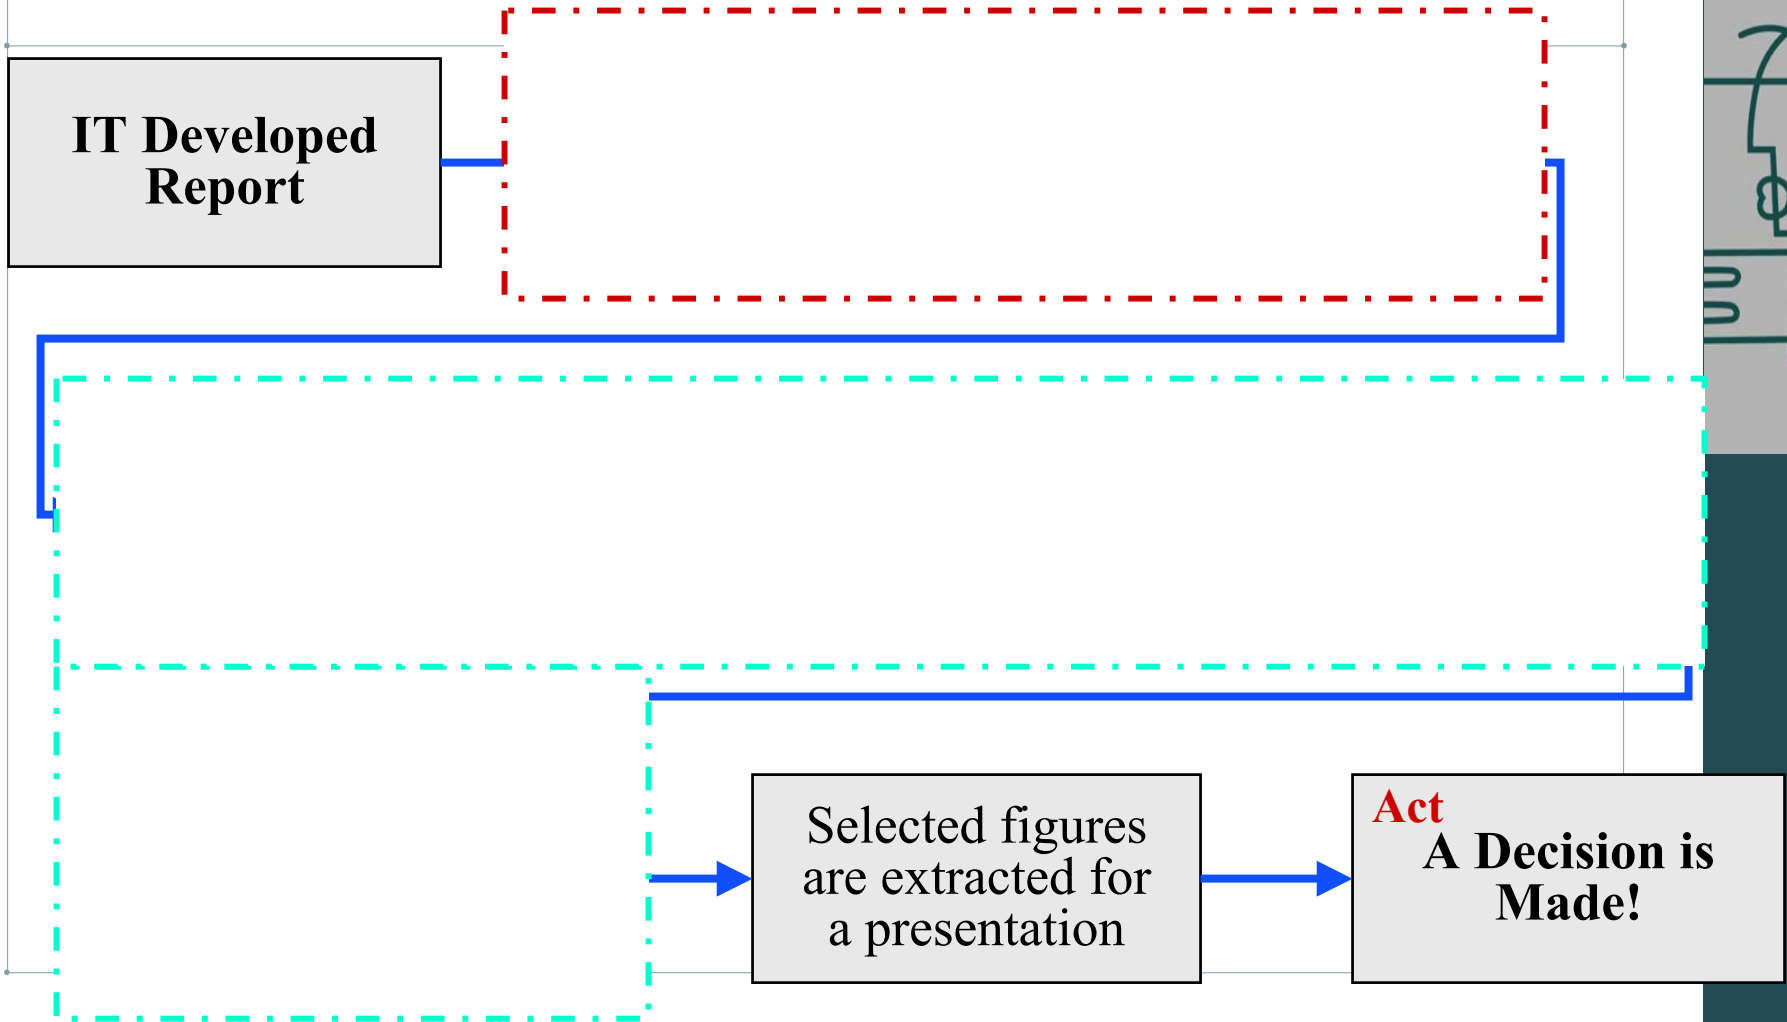 IT Developed
Report
Selected figures
are extracted for
a presentation
Act
A Decision is
Made!